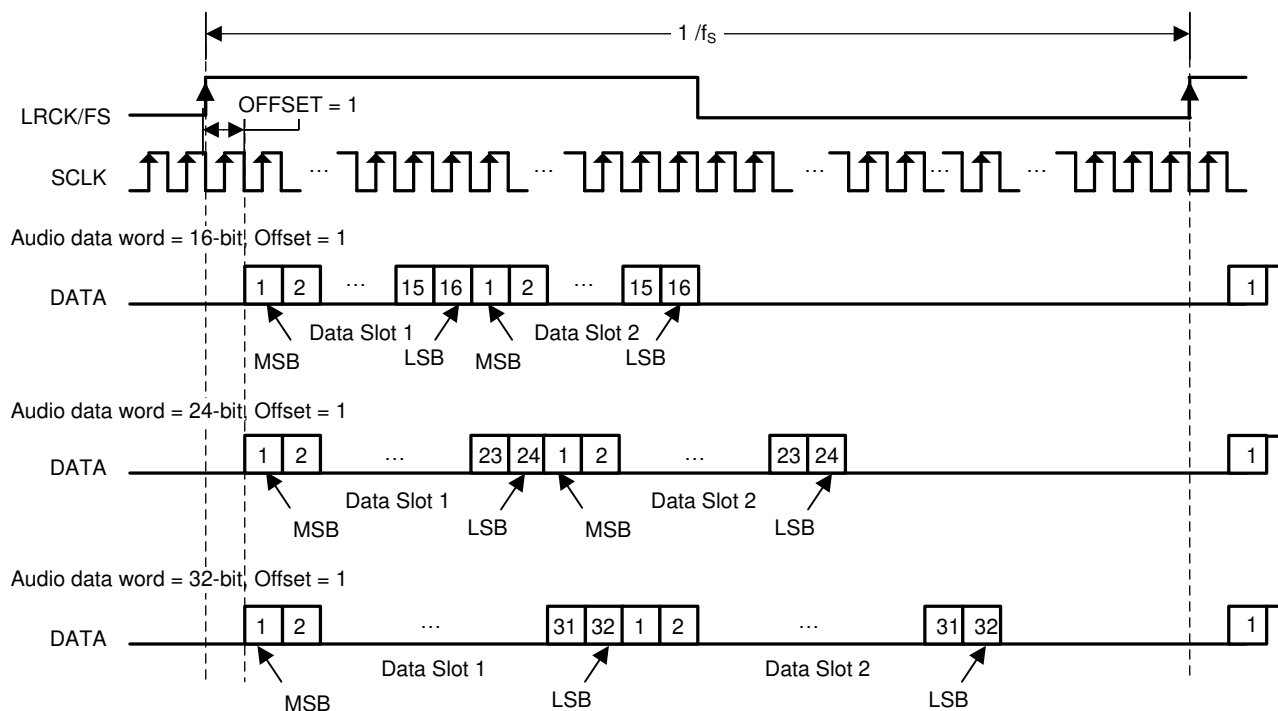 1 /fS
LRCK/FS
OFFSET = 1
SCLK
... ... ... ... ...
Audio data word = 16-bit, Offset = 1
DATA
1 2 ... 15 16 1 2 ... 15 16 1
Data Slot 1 Data Slot 2
MSB LSB MSB LSB
Audio data word = 24-bit, Offset = 1
DATA
1 2 ... 23 24 1 2 ... 23 24 1
Data Slot 1 Data Slot 2
MSB LSB MSB LSB
Audio data word = 32-bit, Offset = 1
DATA
1 2 ... 31 32 1 2 ... 31 32 1
Data Slot 1 Data Slot 2
MSB LSB LSB